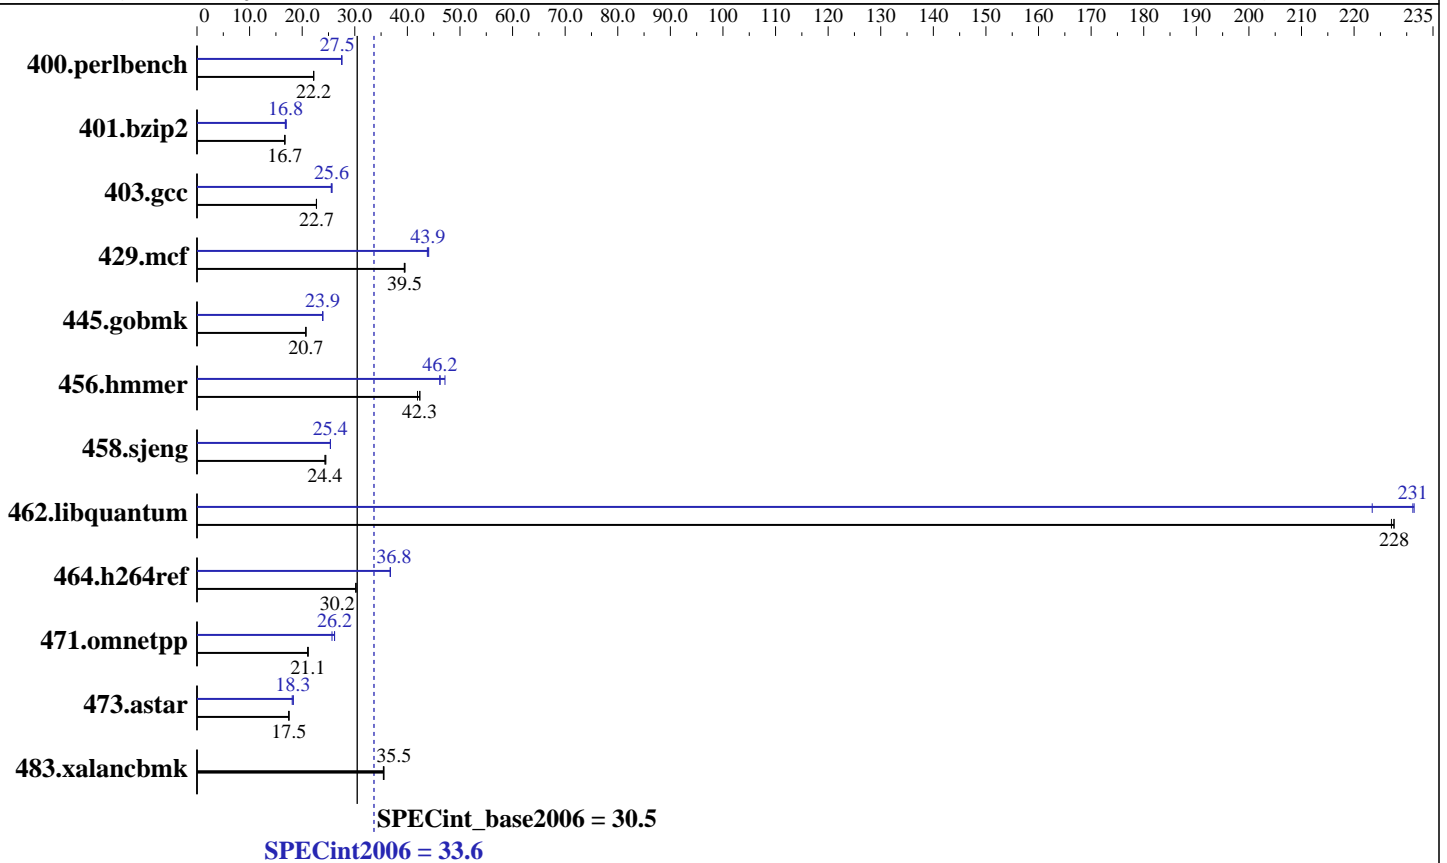 0 10.0 20.0 30.0 40.0 50.0 60.0 70.0 80.0 90.0 100 110 120 130 140 150 160 170 180 190 200 210 220 235
27.5
400.perlbench
22.2
16.8
401.bzip2
16.7
25.6
403.gcc
22.7
43.9
429.mcf
39.5
23.9
445.gobmk
20.7
46.2
456.hmmer
42.3
25.4
458.sjeng
24.4
231
462.libquantum
228
36.8
464.h264ref
30.2
26.2
471.omnetpp
21.1
18.3
473.astar
17.5
35.5
483.xalancbmk
SPECint_base2006 = 30.5
SPECint2006 = 33.6